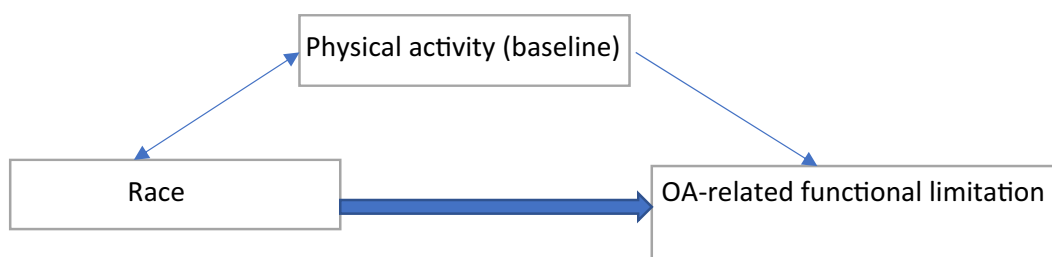 Physical activity (baseline)
Race
OA-related functional limitation